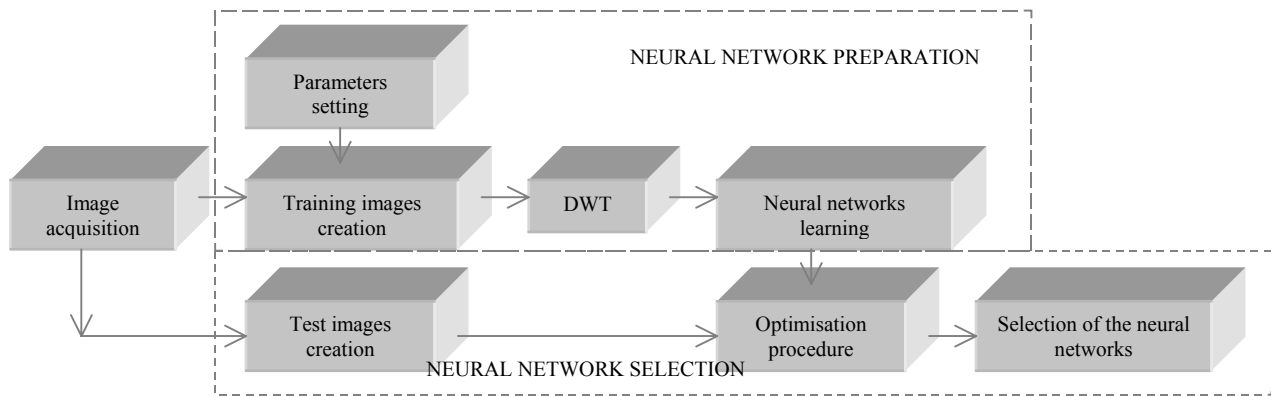 NEURAL NETWORK PREPARATION
Parameters
setting
Image
acquisition
Training images
creation
DWT
Neural networks
learning
Test images
creation
Optimisation
procedure
Selection of the neural
networks
NEURAL NETWORK SELECTION